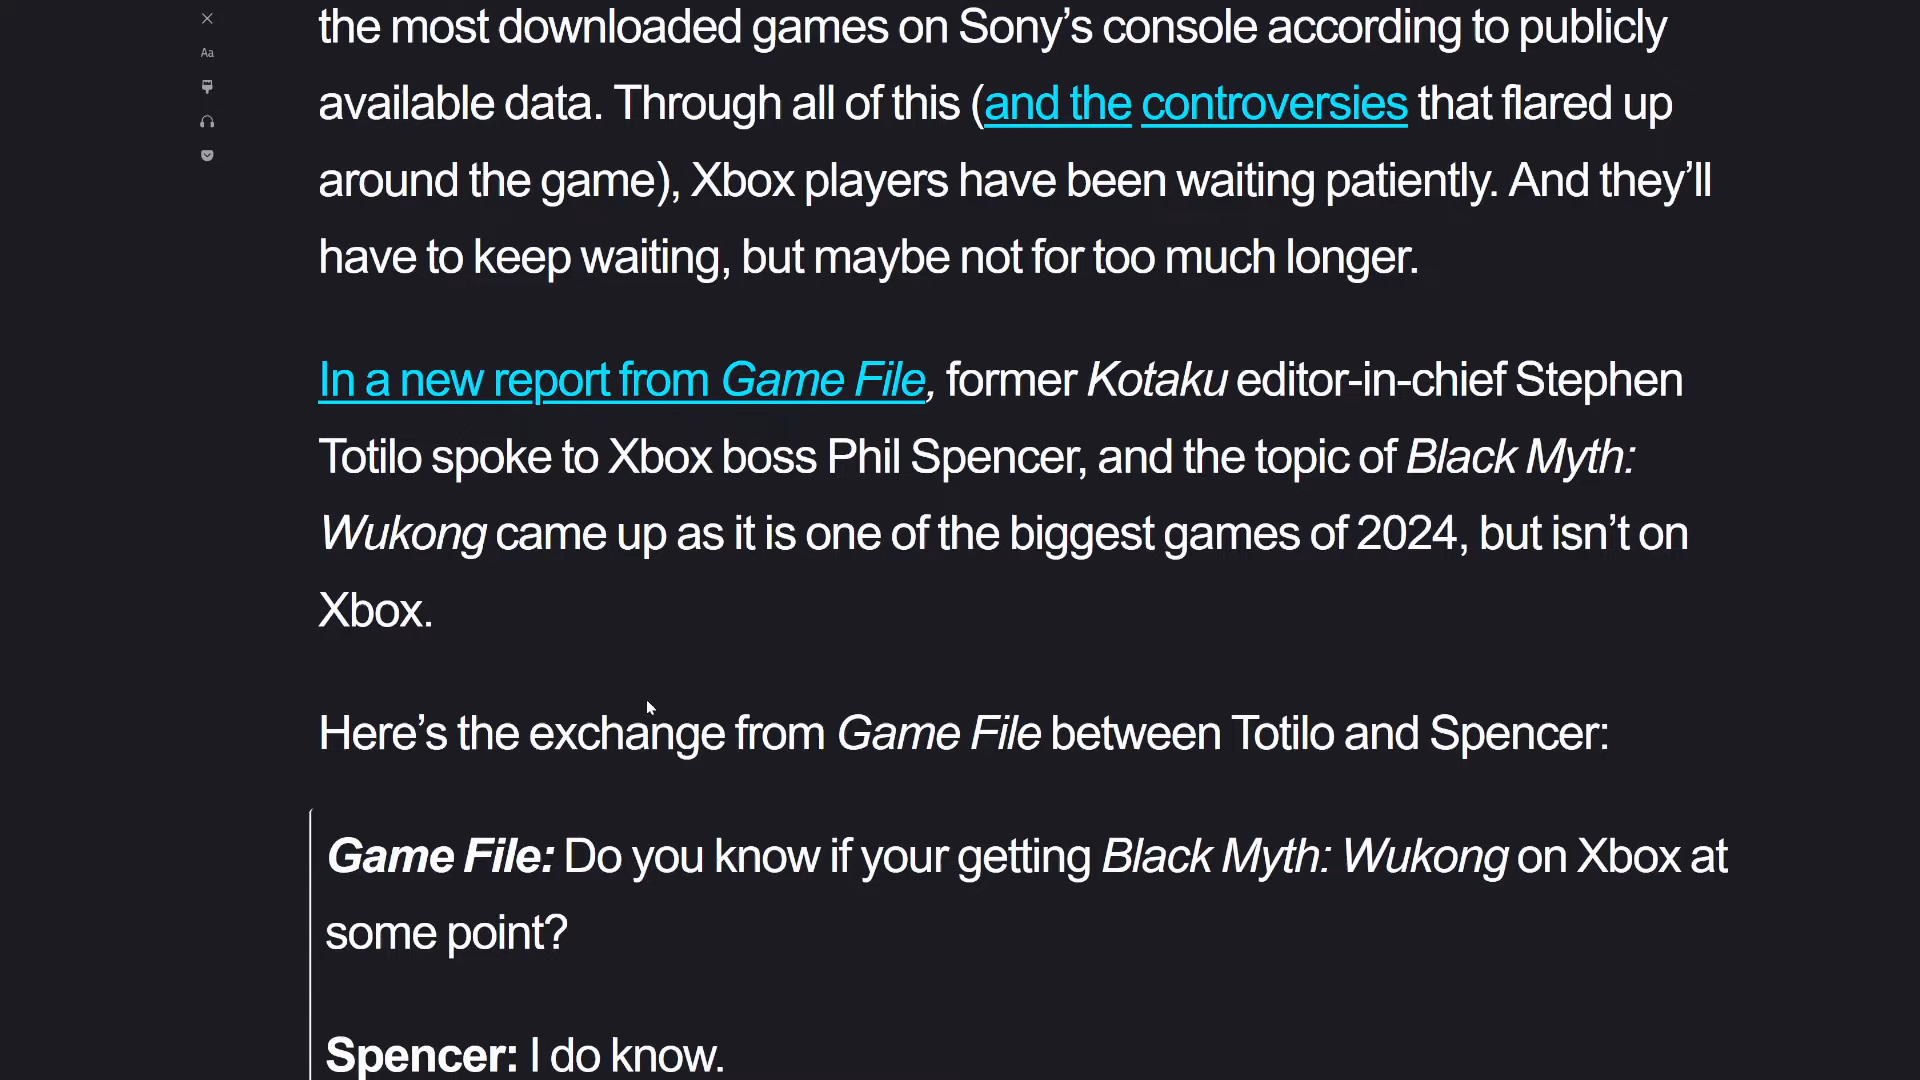 the most downloaded games on Sony’s console according to publicly
available data. Through all of this (and the controversies that flared up
around the game), Xbox players have been waiting patiently. And they’ll
have to keep waiting, but maybe not for too much longer.
In a new report from Game File, former Kotaku editor-in-chief Stephen
Totilo spoke to Xbox boss Phil Spencer, and the topic of Black Myth:
Wukong came up as it is one of the biggest games of 2024, but isn’t on
Xbox.
Here’s the exchange from Game File between Totilo and Spencer:
Game File: Do you know if your getting Black Myth: Wukong on Xbox at
some point?
Spencer: I do know.
Aa